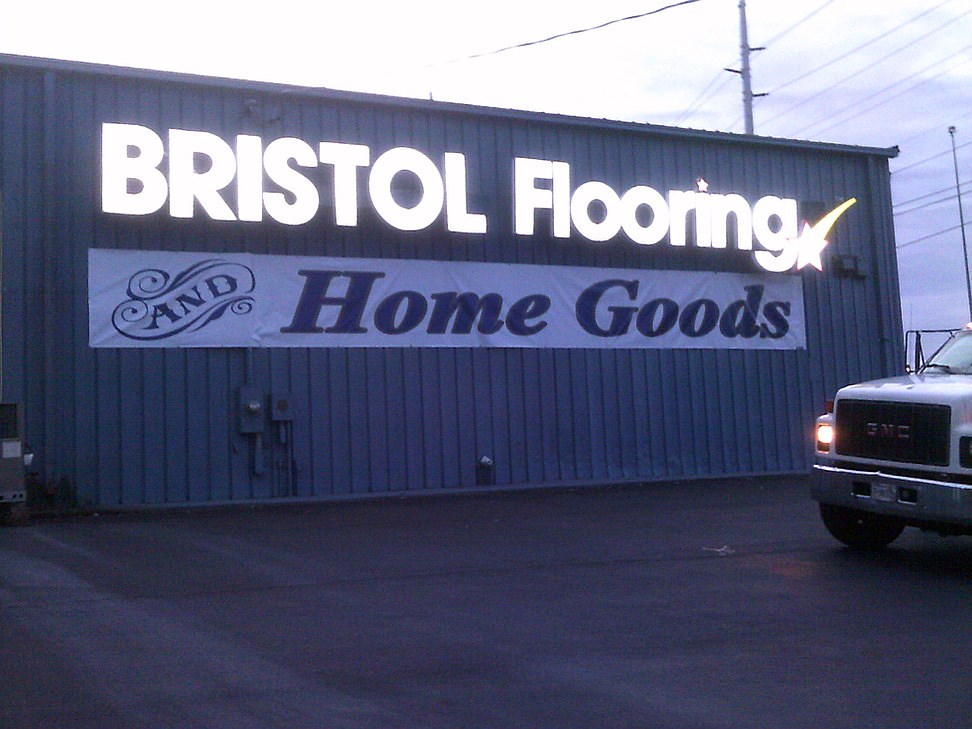 BRISTOL Flooring
AND Home Goods
GMC